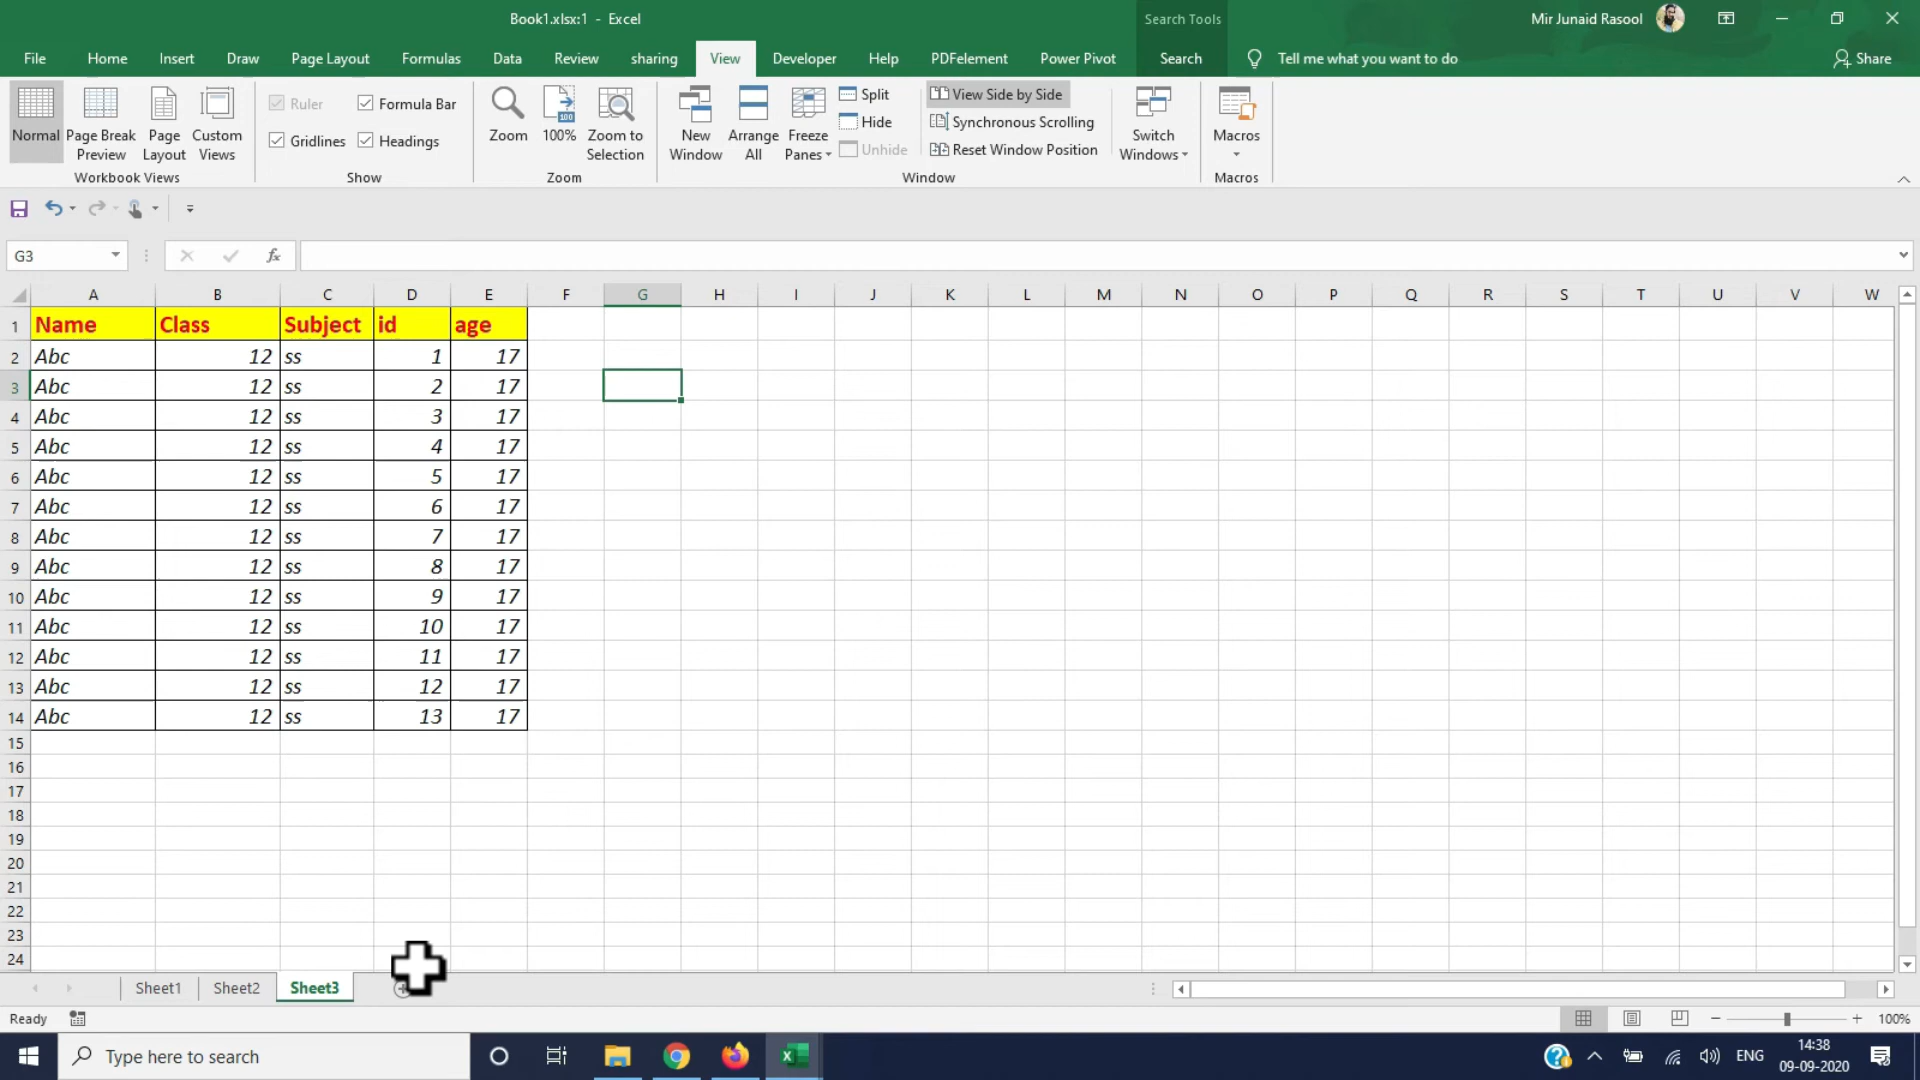 Book1.xlsx:1 - Excel
Search Tools
Mir Junaid Rasool
File Home Insert Draw Page Layout Formulas Data Review sharing View Developer Help PDFelement Power Pivot Search Tell me what you want to do Share
Normal
Page Break Preview
Page Layout
Custom Views
Workbook Views
Ruler
Formula Bar
Gridlines
Headings
Show
Zoom
100
100%
Zoom to Selection
Zoom
New Window
Arrange All
Freeze Panes
Split
Hide
Unhide
View Side by Side
Synchronous Scrolling
Reset Window Position
Switch Windows
Window
Macros
Macros
G3
fx
A B C D E F G H I J K L M N O P Q R S T U V W
1 Name Class Subject id age
2 Abc 12 ss 1 17
3 Abc 12 ss 2 17
4 Abc 12 ss 3 17
5 Abc 12 ss 4 17
6 Abc 12 ss 5 17
7 Abc 12 ss 6 17
8 Abc 12 ss 7 17
9 Abc 12 ss 8 17
10 Abc 12 ss 9 17
11 Abc 12 ss 10 17
12 Abc 12 ss 11 17
13 Abc 12 ss 12 17
14 Abc 12 ss 13 17
15
16
17
18
19
20
21
22
23
24
Sheet1 Sheet2 Sheet3
Ready
100%
Type here to search
ENG
14:38
09-09-2020